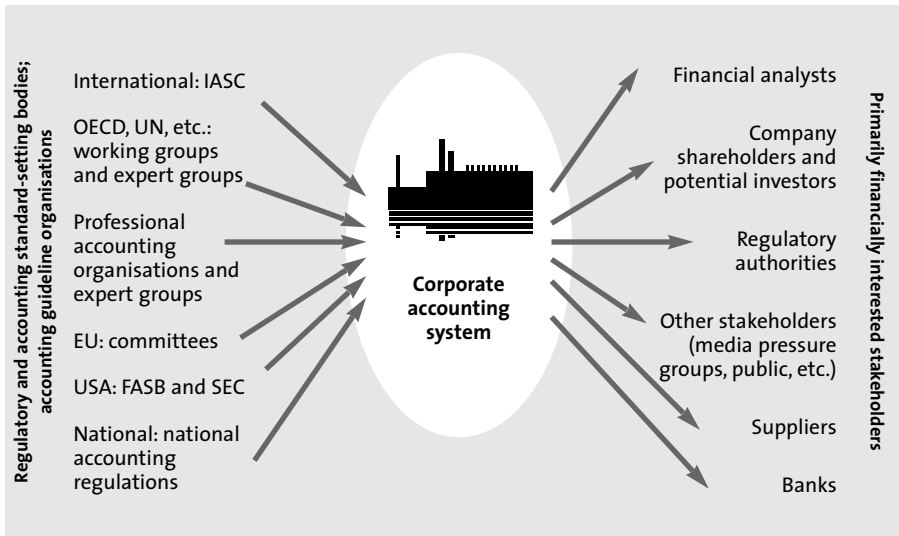 Regulatory and accounting standard-setting bodies;
accounting guideline organisations
International: IASC
OECD, UN, etc.:
working groups
and expert groups
Professional
accounting
organisations and
expert groups
EU: committees
USA: FASB and SEC
National: national
accounting
regulations
Corporate
accounting
system
Financial analysts
Company
shareholders and
potential investors
Regulatory
authorities
Other stakeholders
(media pressure
groups, public, etc.)
Suppliers
Banks
Primarily financially interested stakeholders